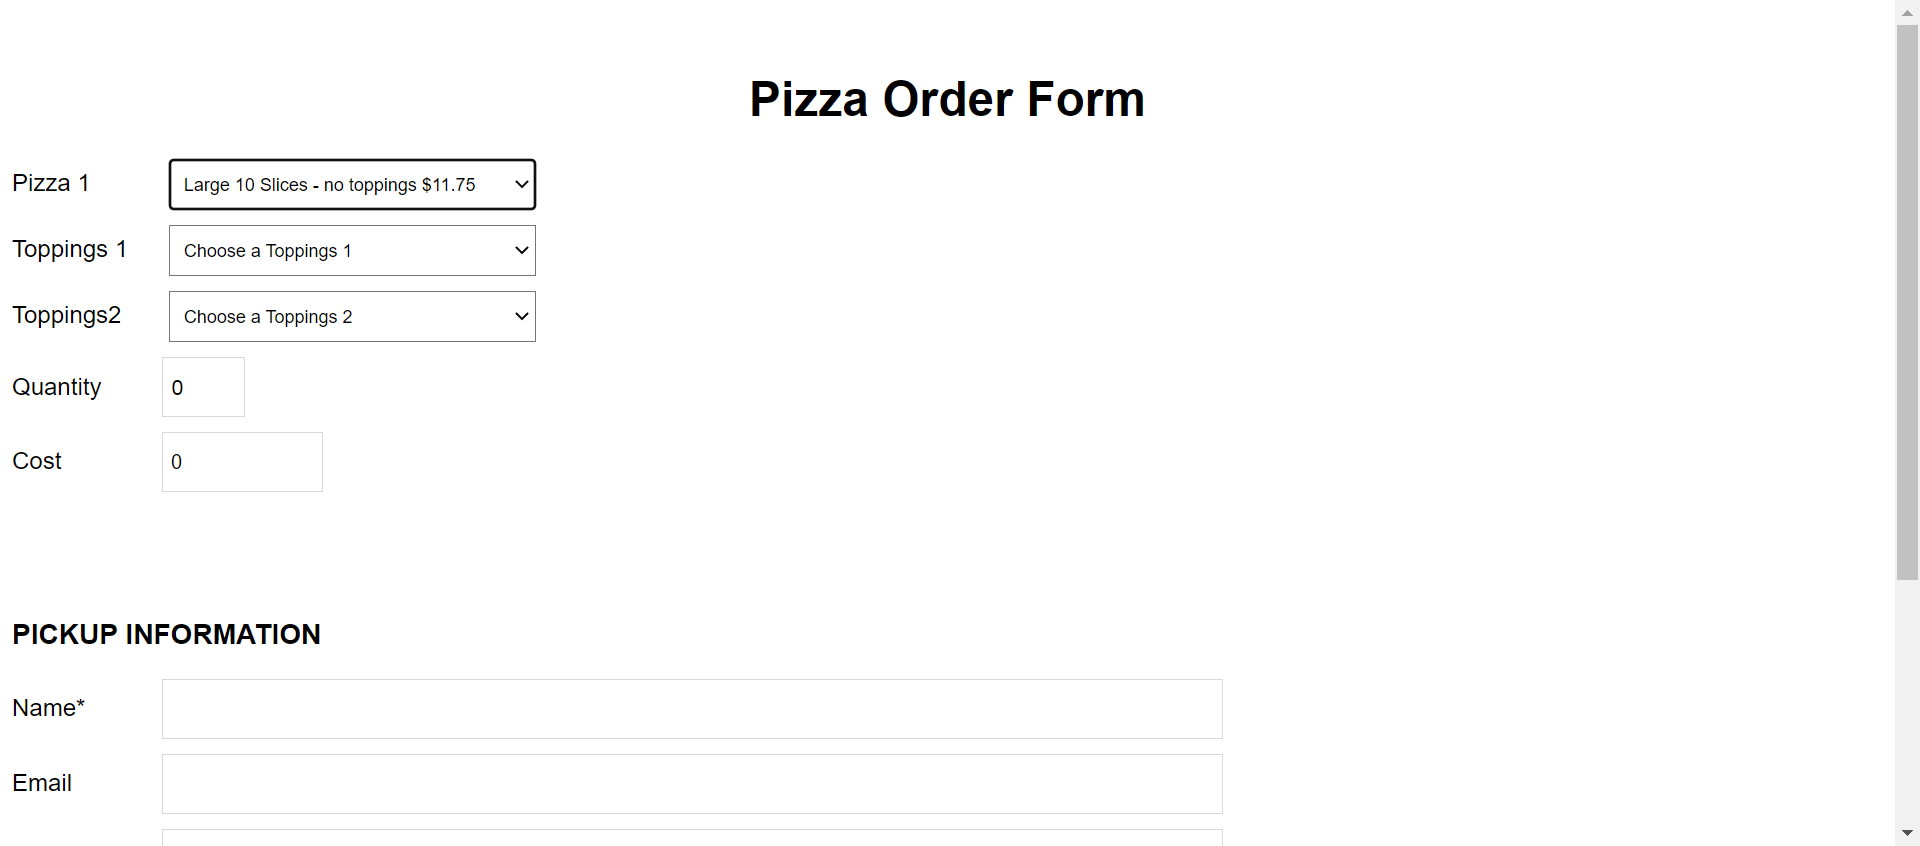 Pizza Order Form
Pizza 1 Large 10 Slices - no toppings $11.75
Toppings 1 Choose a Toppings 1
Toppings2 Choose a Toppings 2
Quantity 0
Cost 0
PICKUP INFORMATION
Name*
Email